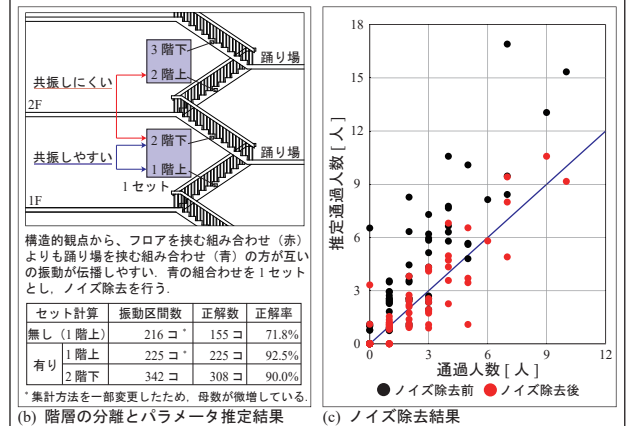 3 階下
2 階上
踊り場
共振しにくい
2F
共振しやすい
2 階下
1 階上
踊り場
1 セット
1F
構造的観点から、フロアを挟む組み合わせ（赤）
よりも踊り場を挟む組み合わせ（青）の方が互い
の振動が伝播しやすい. 青の組合わせを 1 セット
とし, ノイズ除去を行う.
セット計算 振動区間数 正解数 正解率
無し（1 階上） 216 コ* 155 コ 71.8%
有り 1 階上 225 コ* 225 コ 92.5%
2 階下 342 コ 308 コ 90.0%
* 集計方法を一部変更したため, 母数が微増している.
(b) 階層の分離とパラメータ推定結果
推定通過人数 [ 人 ]
18
15
12
9
6
3
0
0 3 6 9 12
通過人数 [ 人 ]
●ノイズ除去前 ●ノイズ除去後
(c) ノイズ除去結果